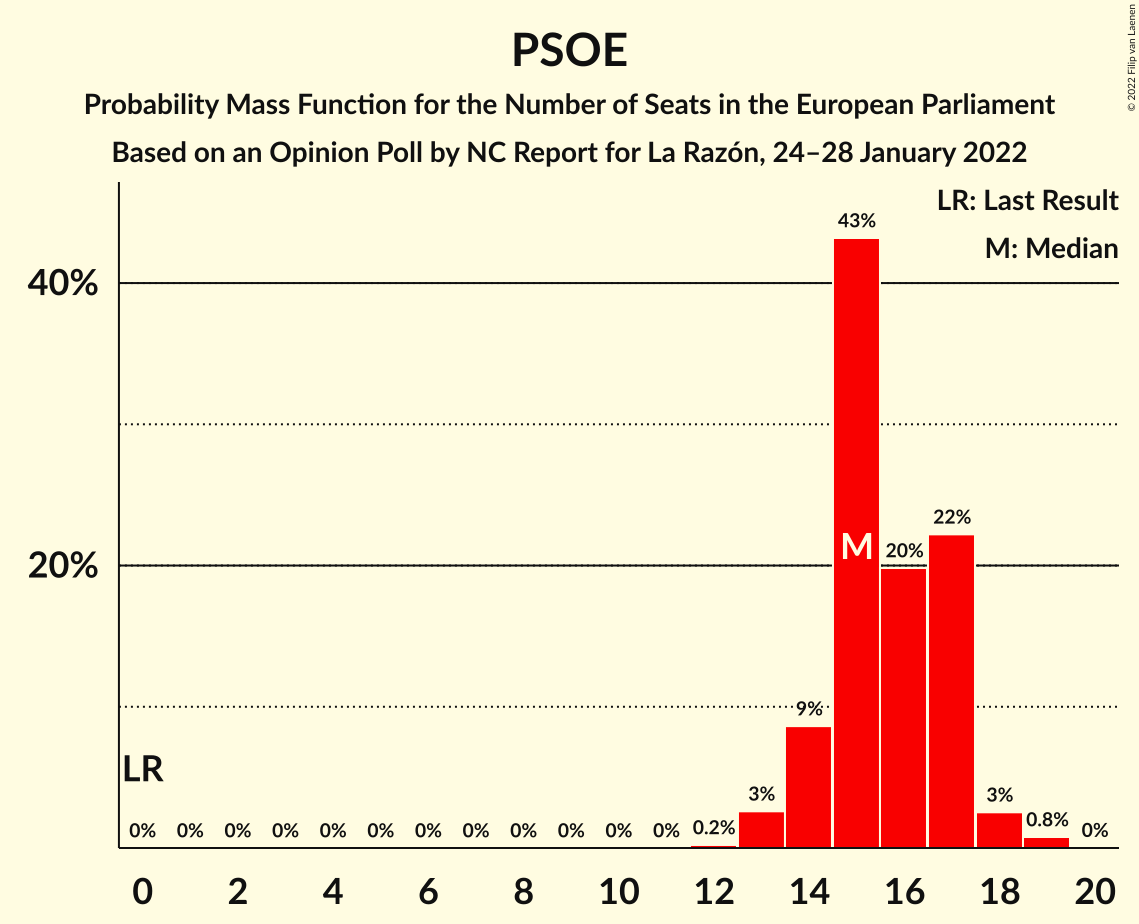 PSOE
Probability Mass Function for the Number of Seats in the European Parliament
Based on an Opinion Poll by NC Report for La Razón, 24–28 January 2022
© 2022 Filip van Laenen
LR: Last Result
M: Median
43%
40%
22%
20%
M
20%
9%
LR
3%
3%
0% 0% 0% 0% 0% 0% 0% 0% 0% 0% 0% 0% 0.2% 0.8% 0%
0 2 4 6 8 10 12 14 16 18 20